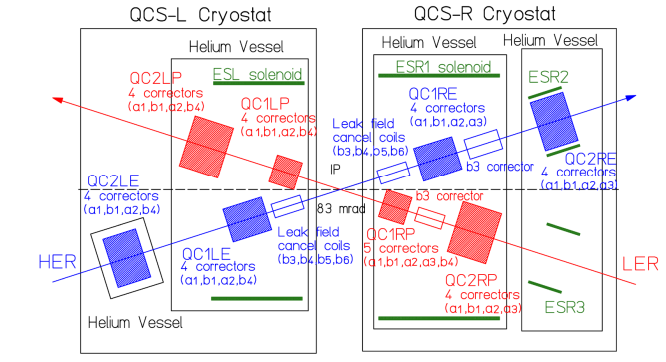 QCS-L Cryostat
QCS-R Cryostat
Helium Vessel
Helium Vessel
Helium Vessel
QC2LP
4 correctors
(a1,b1,a2,b4)
ESL solenoid
QC1LP
4 correctors
(a1,b1,a2,b4)
ESR1 solenoid
QC1RE
4 correctors
(a1,b1,a2,a3)
ESR2
Leak field
cancel coils
(b3,b4,b5,b6)
IP
b3 corrector
QC2RE
4 correctors
(a1,b1,a2,a3)
QC2LE
4 correctors
(a1,b1,a2,b4)
83 mrad
b3 corrector
HER
QC1LE
4 correctors
(a1,b1,a2,b4)
Leak field
cancel coils
(b3,b4,b5,b6)
QC1RP
5 correctors
(a1,b1,a2,a3,b4)
QC2RP
4 correctors
(a1,b1,a2,a3)
LER
ESR3
Helium Vessel